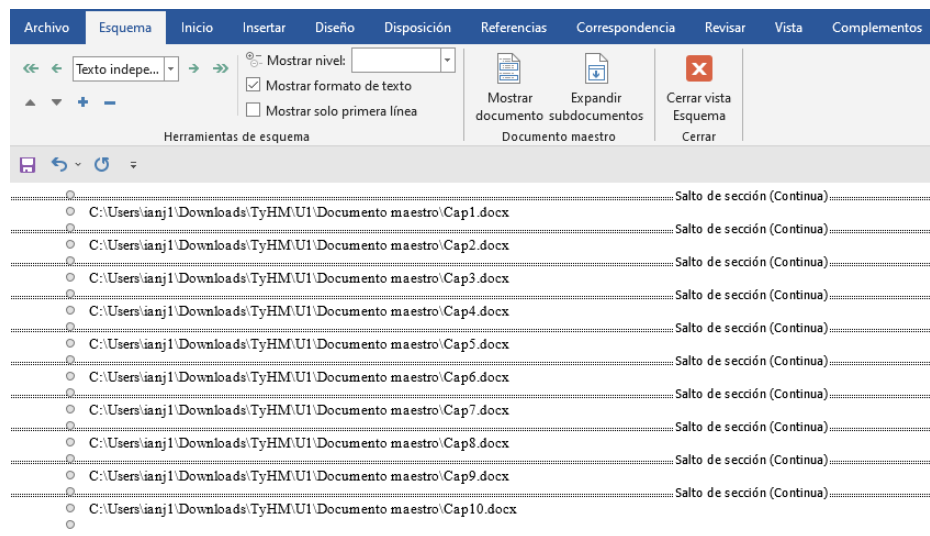 Archivo Esquema Inicio Insertar Diseño Disposición Referencias Correspondencia Revisar Vista Complementos
Texto indepe...
Mostrar nivel:
Mostrar formato de texto
Mostrar solo primera línea
Herramientas de esquema
Mostrar documento
Expandir subdocumentos
Documento maestro
Cerrar vista Esquema
Cerrar
Salto de sección (Continua)
C:\Users\ianj1\Downloads\TyHM\U1\Documento maestro\Cap1.docx
Salto de sección (Continua)
C:\Users\ianj1\Downloads\TyHM\U1\Documento maestro\Cap2.docx
Salto de sección (Continua)
C:\Users\ianj1\Downloads\TyHM\U1\Documento maestro\Cap3.docx
Salto de sección (Continua)
C:\Users\ianj1\Downloads\TyHM\U1\Documento maestro\Cap4.docx
Salto de sección (Continua)
C:\Users\ianj1\Downloads\TyHM\U1\Documento maestro\Cap5.docx
Salto de sección (Continua)
C:\Users\ianj1\Downloads\TyHM\U1\Documento maestro\Cap6.docx
Salto de sección (Continua)
C:\Users\ianj1\Downloads\TyHM\U1\Documento maestro\Cap7.docx
Salto de sección (Continua)
C:\Users\ianj1\Downloads\TyHM\U1\Documento maestro\Cap8.docx
Salto de sección (Continua)
C:\Users\ianj1\Downloads\TyHM\U1\Documento maestro\Cap9.docx
Salto de sección (Continua)
C:\Users\ianj1\Downloads\TyHM\U1\Documento maestro\Cap10.docx